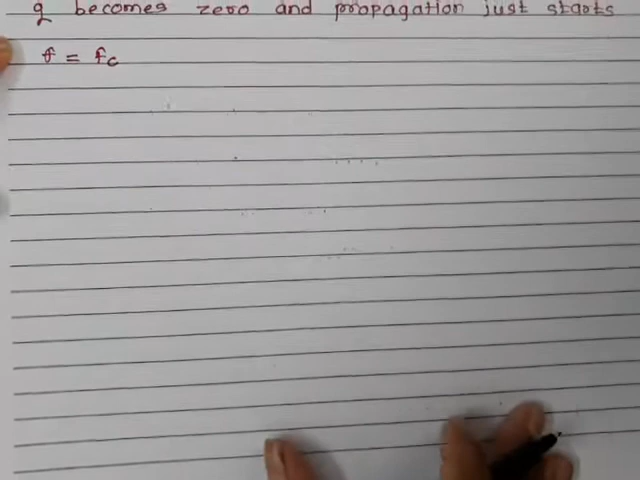 q becomes zero and propagation just starts
f = fc